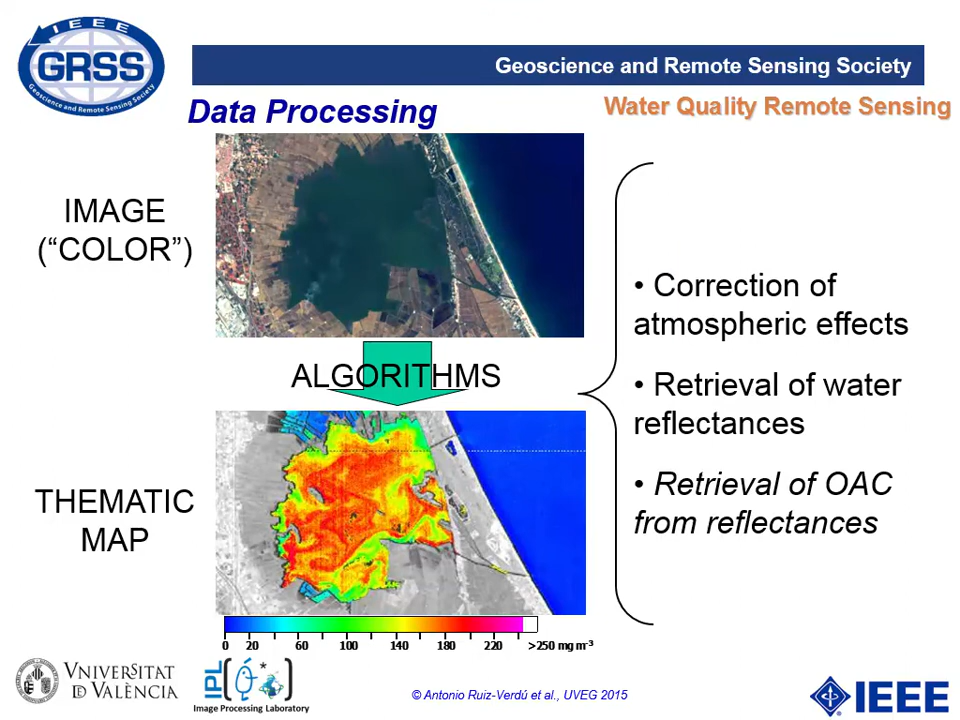 IEEE
GRSS
Geoscience and Remote Sensing Society
Geoscience and Remote Sensing Society
Data Processing
Water Quality Remote Sensing
IMAGE
(“COLOR”)
• Correction of
atmospheric effects
ALGORITHMS
• Retrieval of water
reflectances
• Retrieval of OAC
from reflectances
THEMATIC
MAP
0 20 60 100 140 180 220 >250 mg m-3
VNIVERSITAT
DE VALÈNCIA
IPL
Image Processing Laboratory
© Antonio Ruiz-Verdú et al., UVEG 2015
IEEE